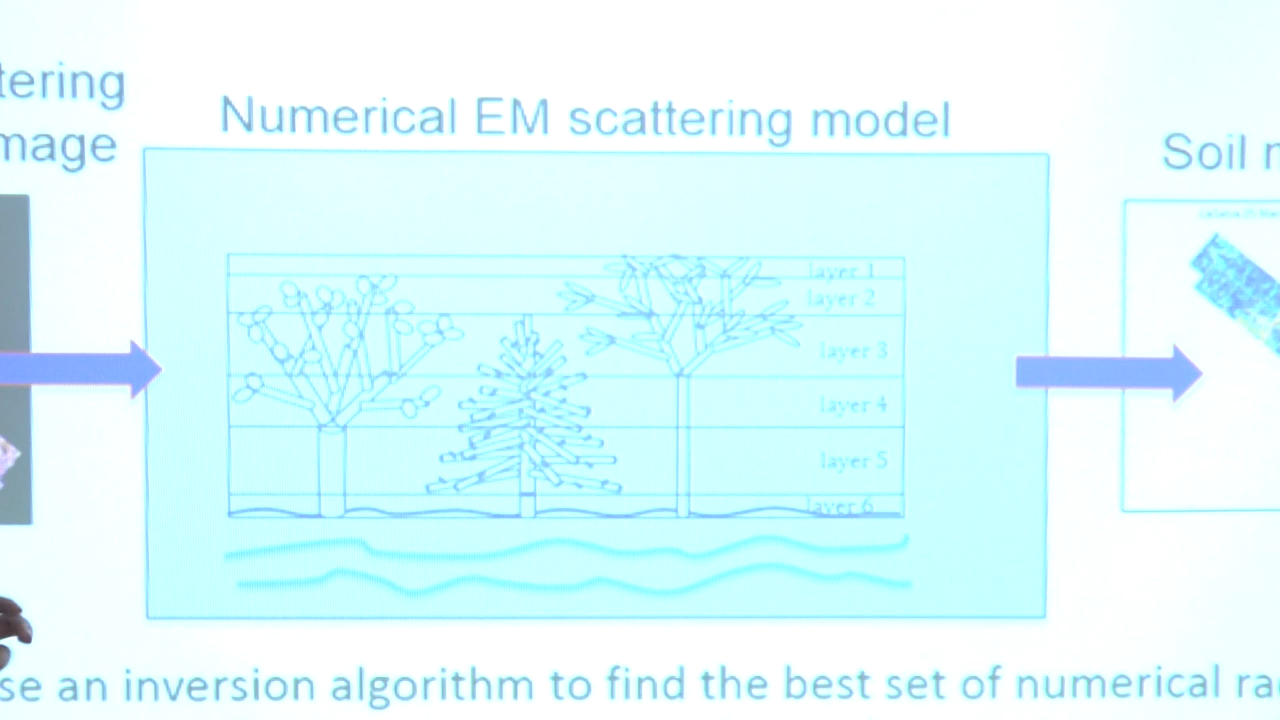 tering
mage
Numerical EM scattering model
Soil
layer 1
layer 2
layer 3
layer 4
layer 5
layer 6
se an inversion algorithm to find the best set of numerical